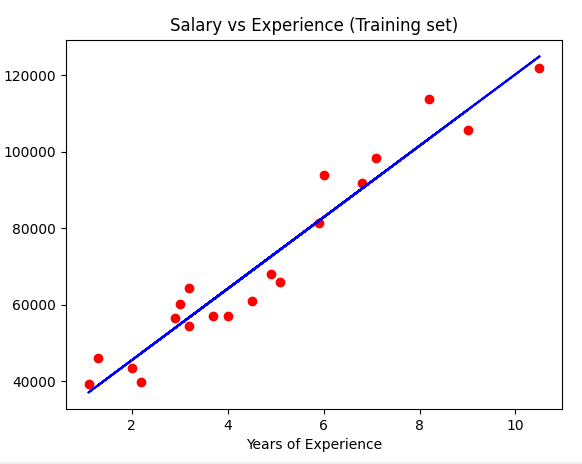 Salary vs Experience (Training set)
120000
100000
80000
60000
40000
2 4 6 8 10
Years of Experience